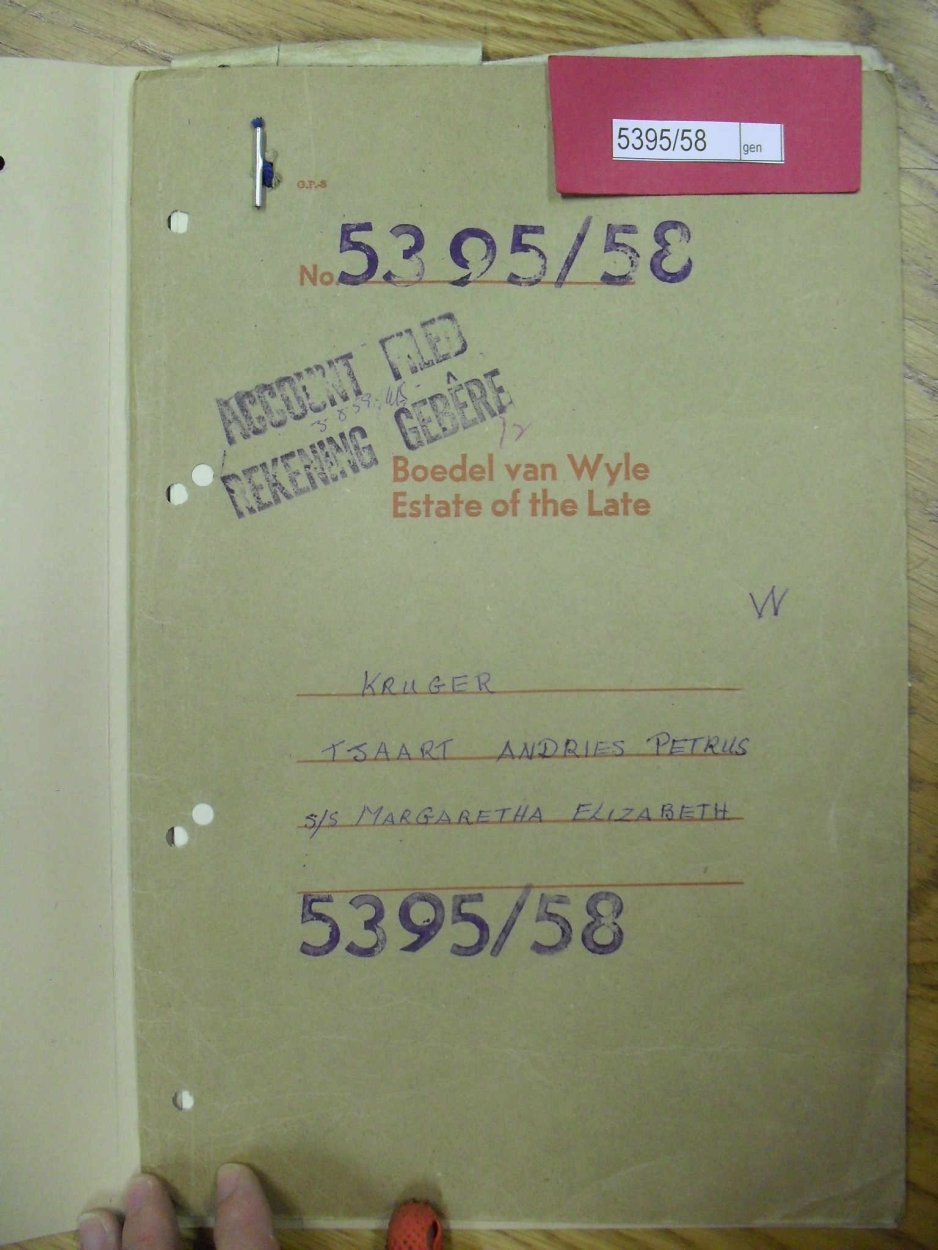 5395/58 gen
G.P.-S
No. 5395/58
ACCOUNT FILED
REKENING GEBÊRE
Boedel van Wyle
Estate of the Late
W
KRUGER
TJAART ANDRIES PETRUS
s/s MARGARETHA ELIZABETH
5395/58